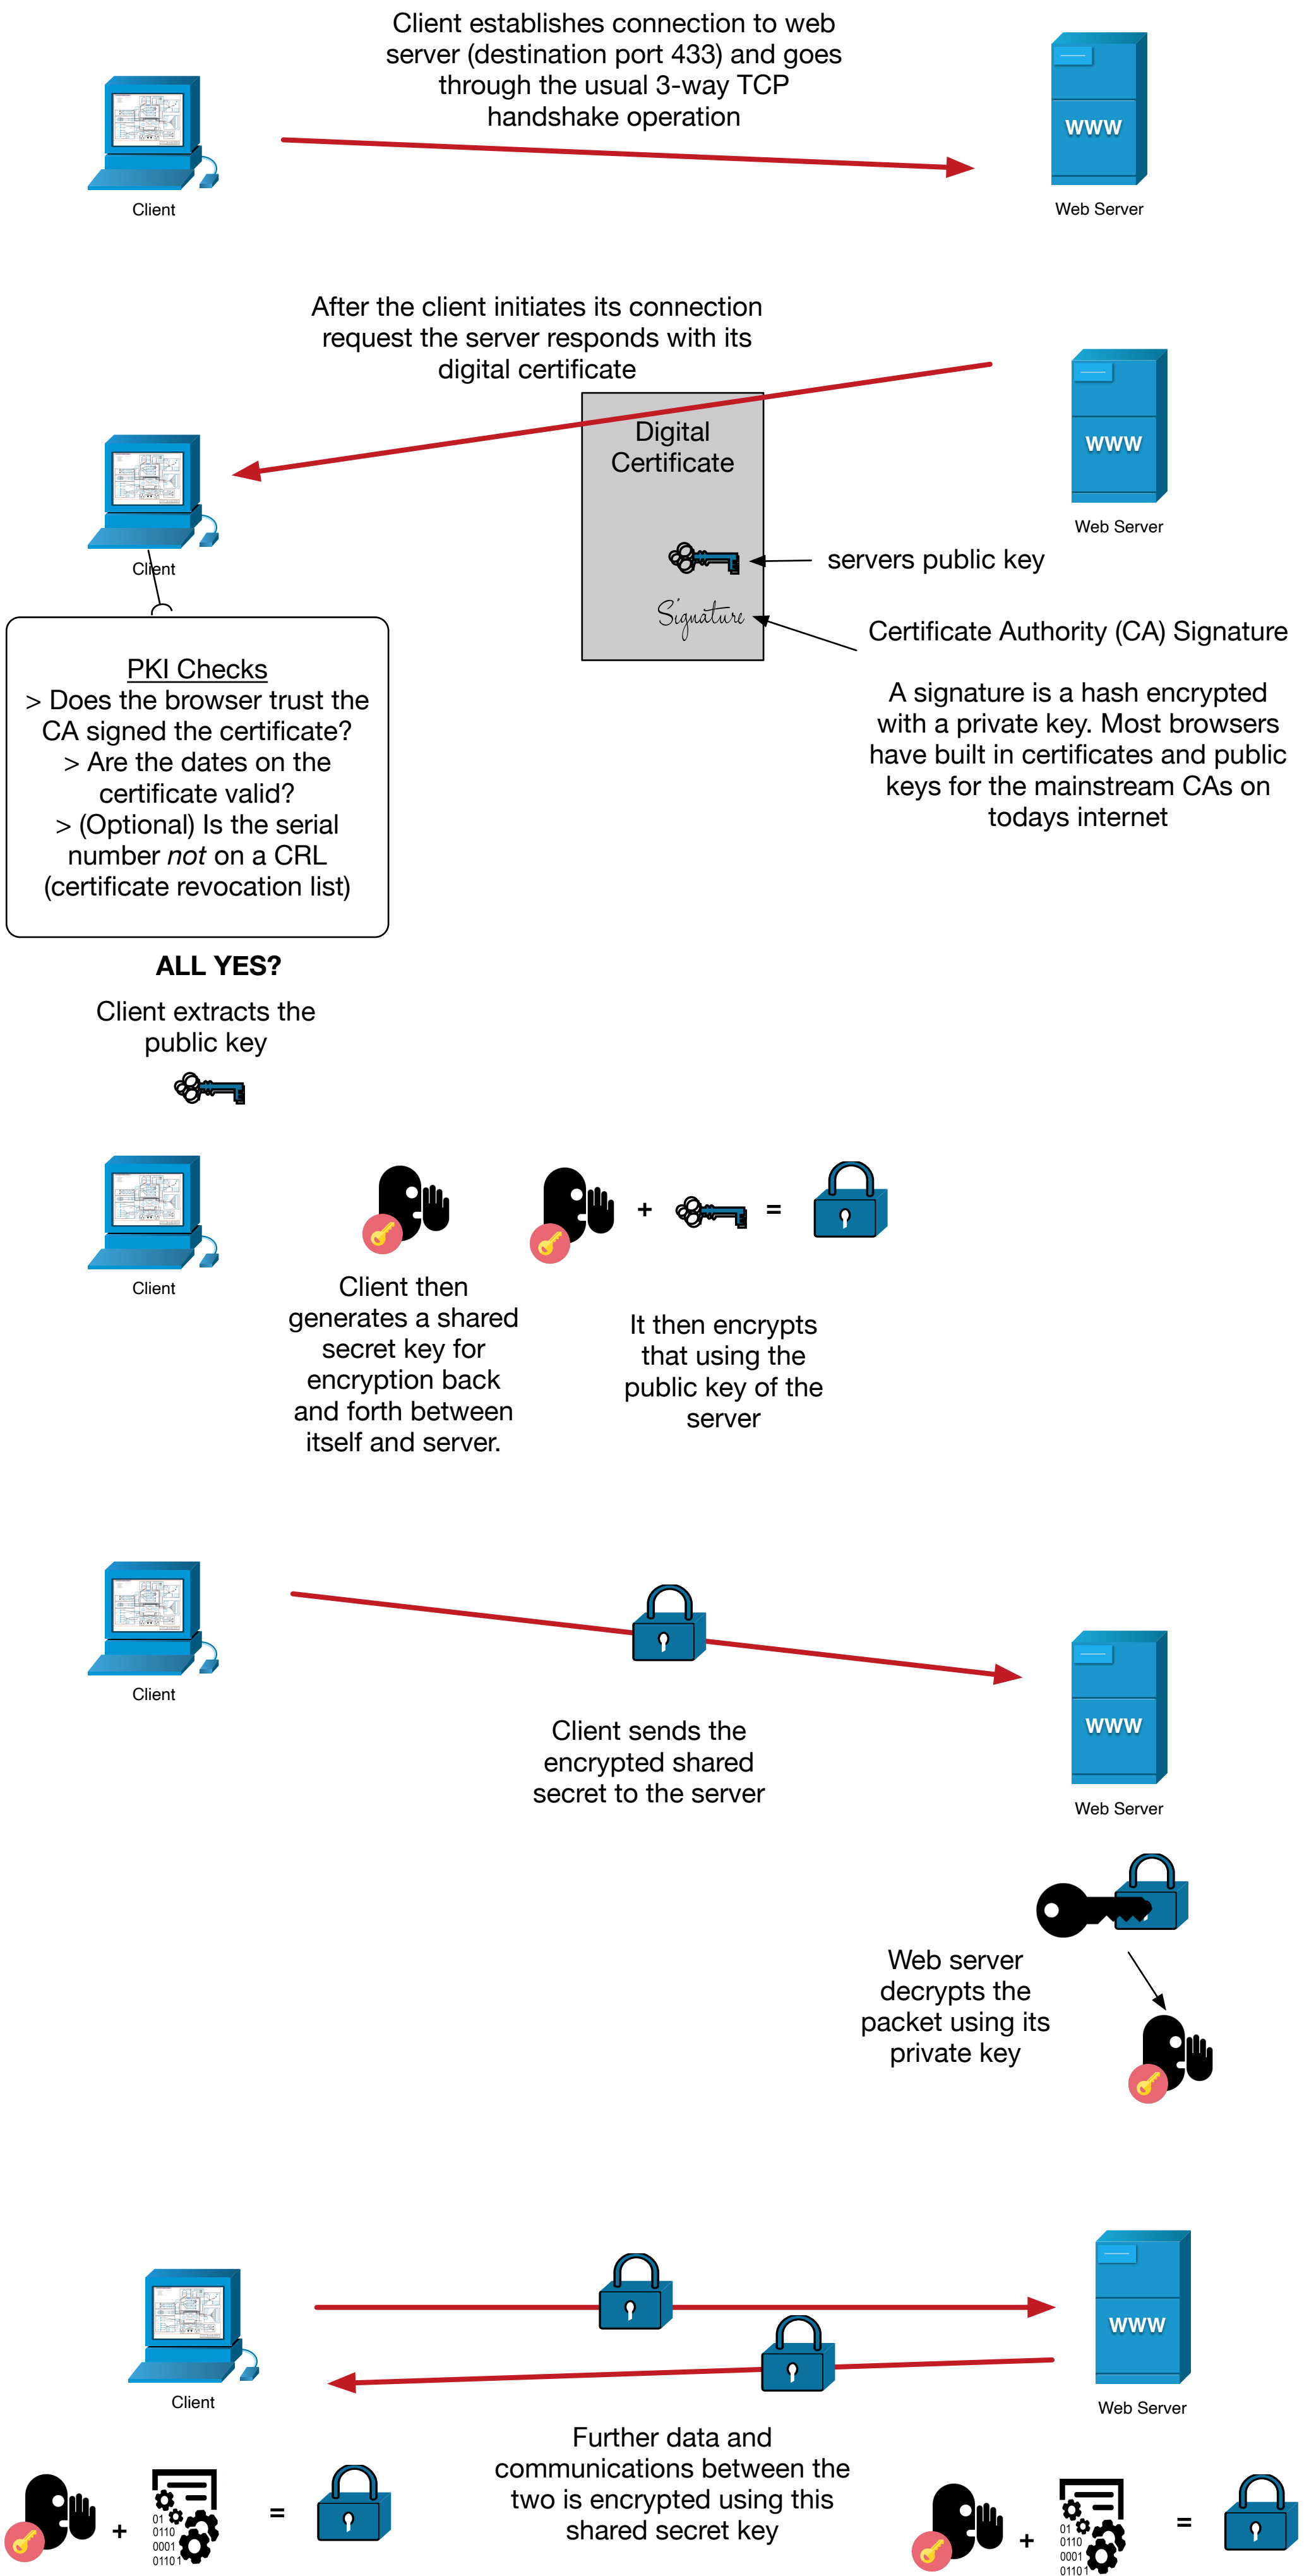 Client establishes connection to web
server (destination port 433) and goes
through the usual 3-way TCP
handshake operation
WWW
Client
Web Server
After the client initiates its connection
request the server responds with its
digital certificate
Digital
Certificate
WWW
Web Server
Client
servers public key
Signature
Certificate Authority (CA) Signature
A signature is a hash encrypted
with a private key. Most browsers
have built in certificates and public
keys for the mainstream CAs on
todays internet
PKI Checks
> Does the browser trust the
CA signed the certificate?
> Are the dates on the
certificate valid?
> (Optional) Is the serial
number not on a CRL
(certificate revocation list)
ALL YES?
Client extracts the
public key
+ =
Client
Client then
generates a shared
secret key for
encryption back
and forth between
itself and server.
It then encrypts
that using the
public key of the
server
Client
WWW
Client sends the
encrypted shared
secret to the server
Web Server
Web server
decrypts the
packet using its
private key
WWW
Client
Web Server
Further data and
communications between the
two is encrypted using this
shared secret key
+ =
01
0110
0001
01101
+ =
01
0110
0001
01101